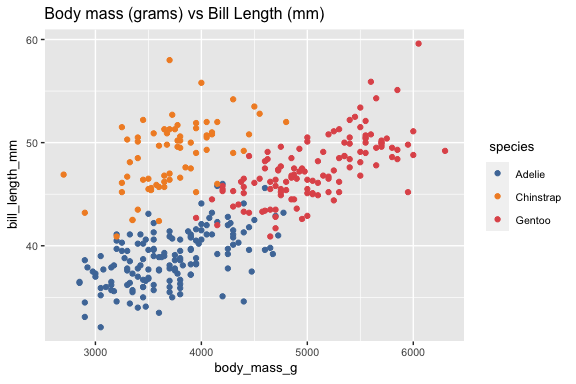 Body mass (grams) vs Bill Length (mm)
60
50
40
bill_length_mm
3000 4000 5000 6000
body_mass_g
species
Adelie
Chinstrap
Gentoo